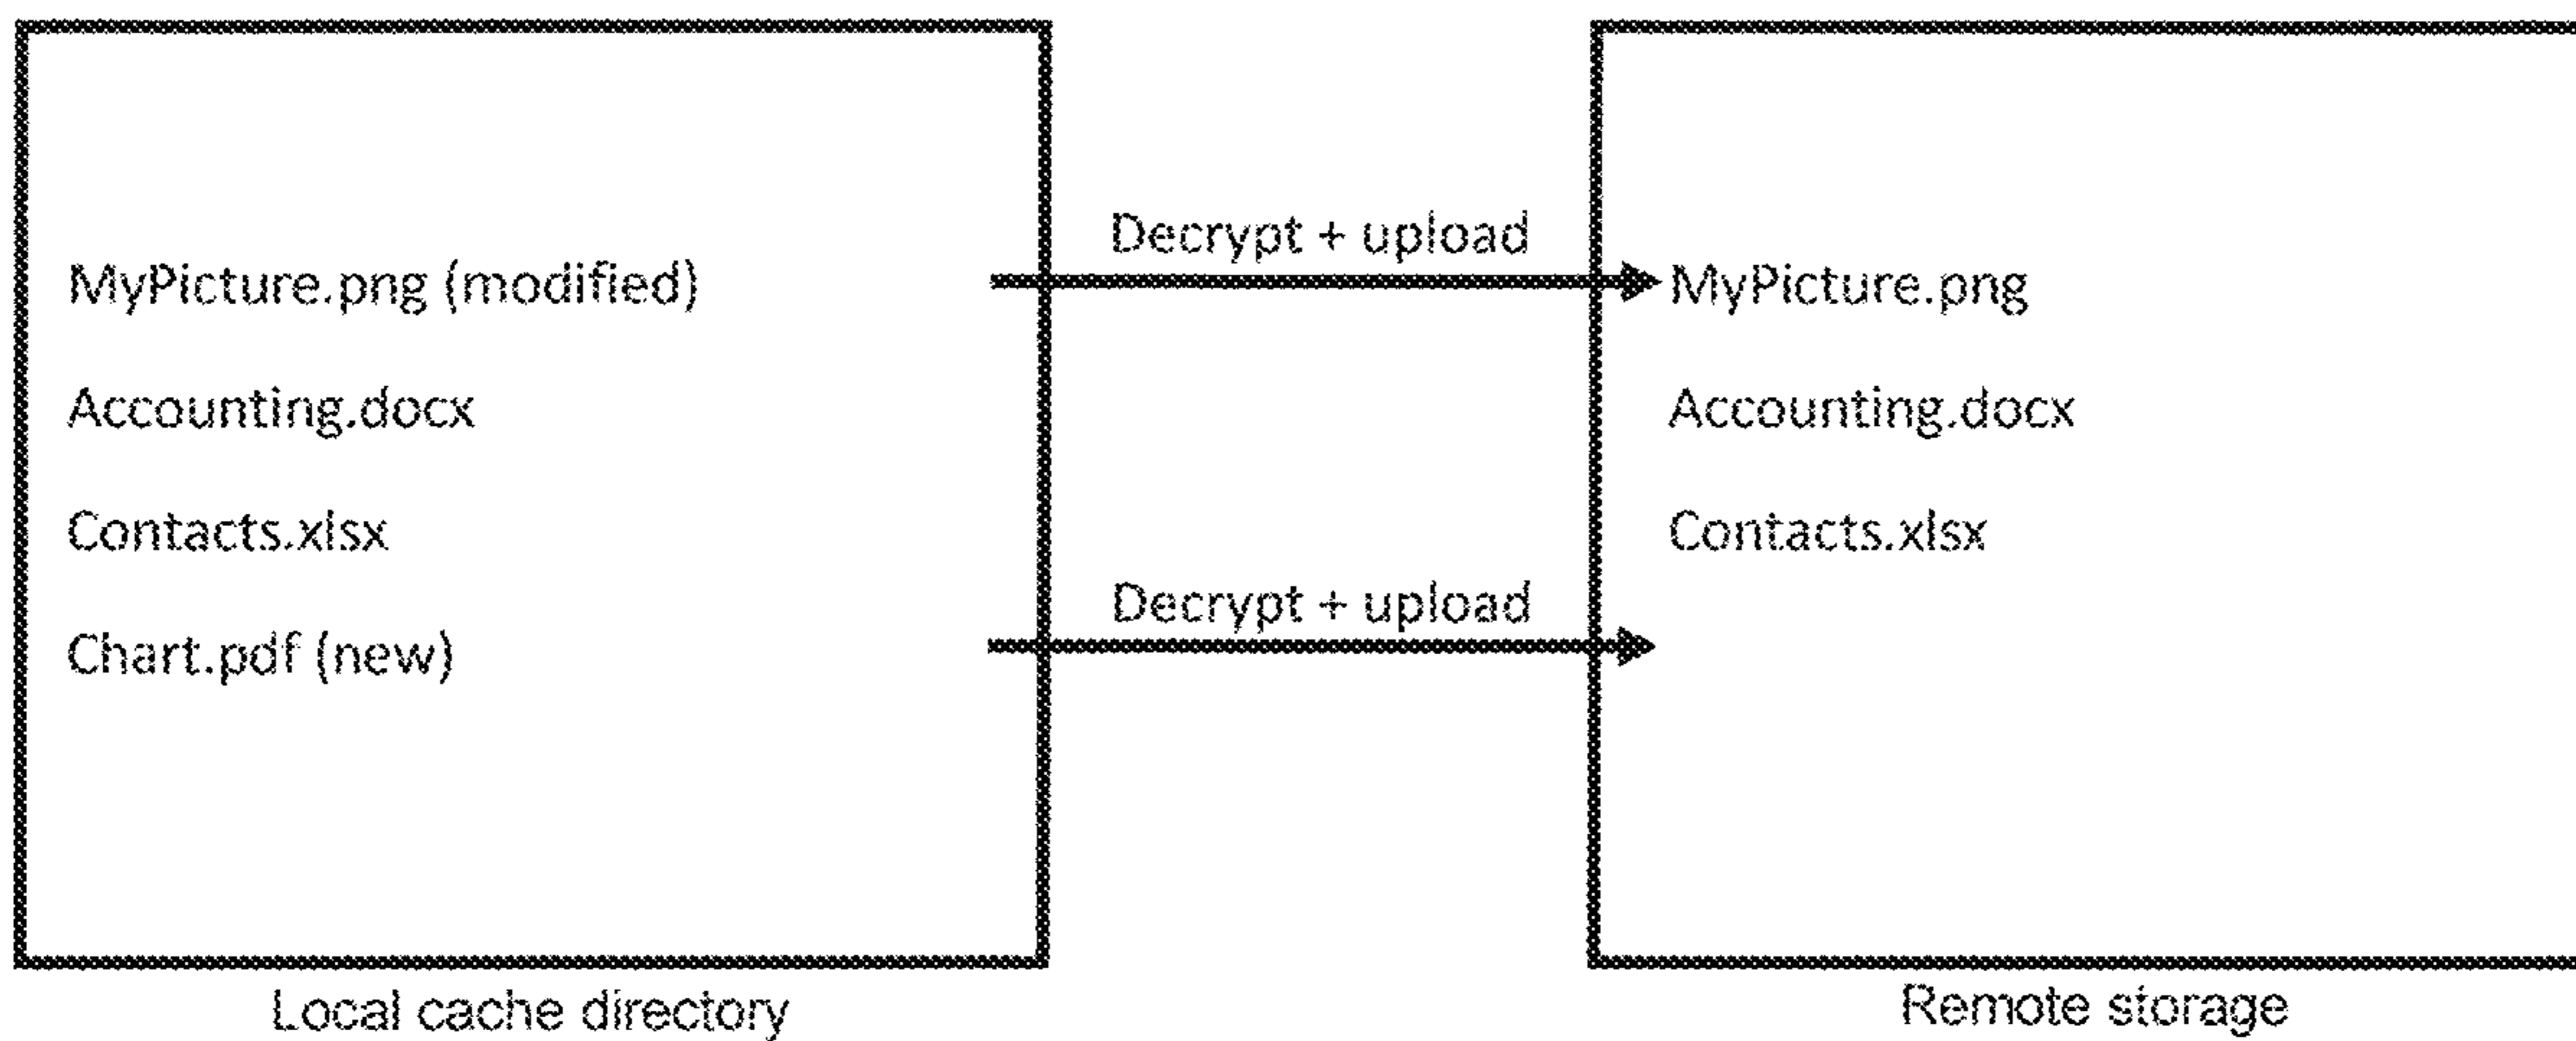 Decrypt + upload
MyPicture.png (modified)
MyPicture.png
Accounting.docx
Accounting.docx
Contacts.xlsx
Contacts.xlsx
Decrypt + upload
Chart.pdf (new)
Local cache directory
Remote storage